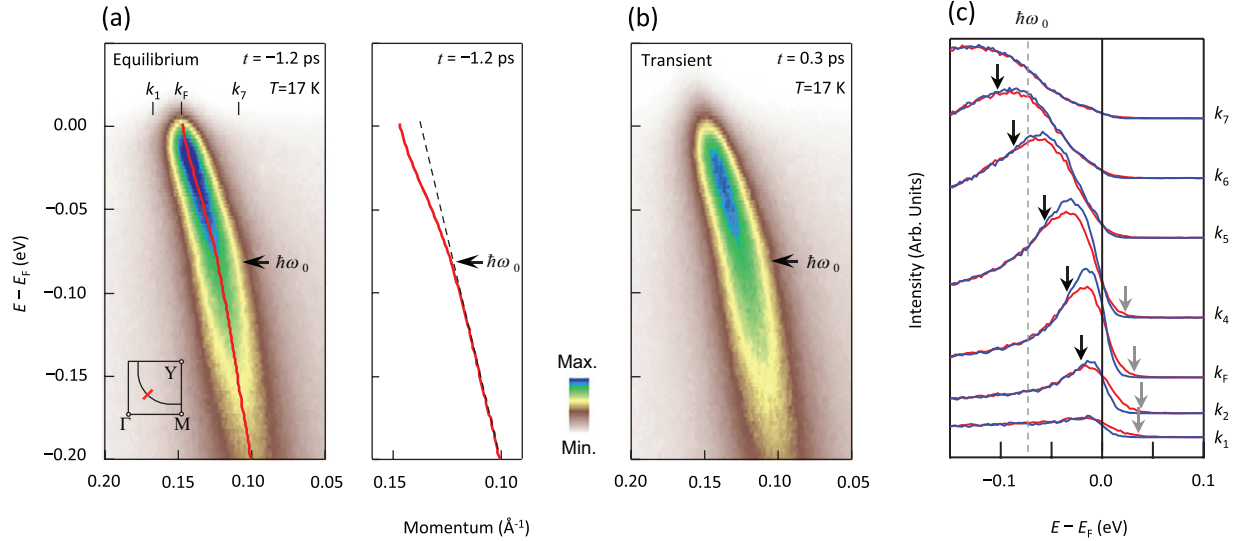 (a)
Equilibrium
t = −1.2 ps
T=17 K
k1
kF
k7
ħω0
Y
Γ
M
0.00
−0.05
−0.10
−0.15
−0.20
E − EF (eV)
0.20
0.15
0.10
0.05
t = −1.2 ps
ħω0
0.10
Momentum (Å-1)
Max.
Min.
(b)
Transient
t = 0.3 ps
T=17 K
ħω0
0.20
0.15
0.10
0.05
(c)
ħω0
Intensity (Arb. Units)
k7
k6
k5
k4
kF
k2
k1
−0.1
0.0
0.1
E − EF (eV)